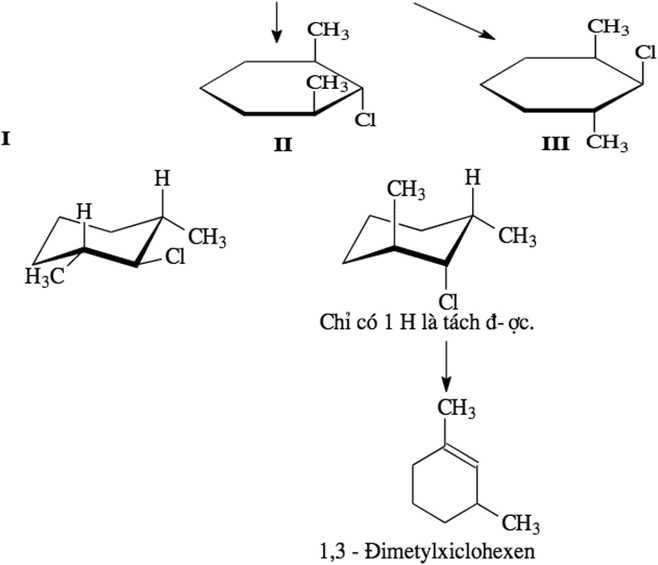 CH₃
CH₃
Cl
II
CH₃
Cl
CH₃
III
I
H
H
CH₃
Cl
H₃C
CH₃
H
CH₃
Cl
Chỉ có 1 H là tách đ- ợc.
CH₃
CH₃
1,3 - Đimetylxiclohexen